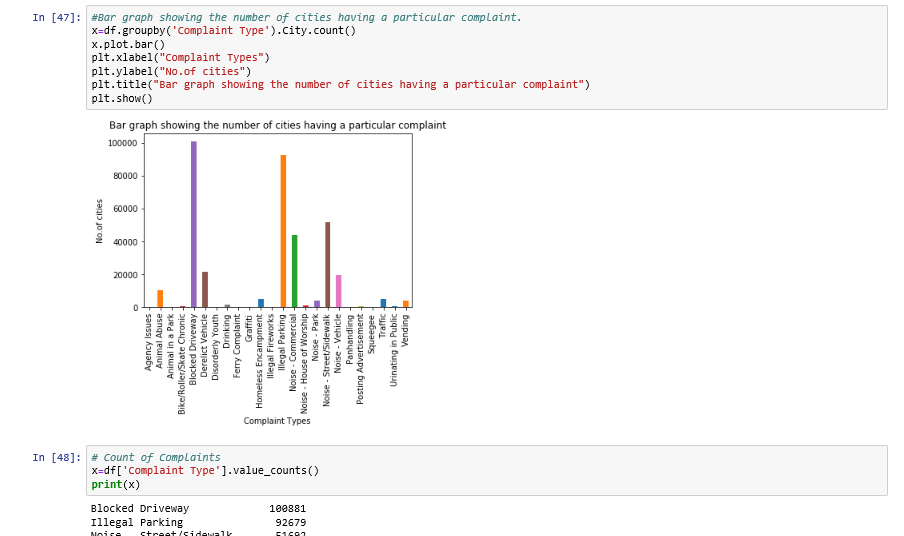 In [47]:
#Bar graph showing the number of cities having a particular complaint.
x=df.groupby('Complaint Type').City.count()
x.plot.bar()
plt.xlabel("Complaint Types")
plt.ylabel("No.of cities")
plt.title("Bar graph showing the number of cities having a particular complaint")
plt.show()
Bar graph showing the number of cities having a particular complaint
100000
80000
60000
40000
20000
0
No.of cities
Agency Issues
Animal Abuse
Animal in a Park
Bike/Roller/Skate Chronic
Blocked Driveway
Derelict Vehicle
Disorderly Youth
Drinking
Ferry Complaint
Graffiti
Homeless Encampment
Illegal Fireworks
Illegal Parking
Noise - Commercial
Noise - House of Worship
Noise - Park
Noise - Street/Sidewalk
Noise - Vehicle
Panhandling
Posting Advertisement
Squeegee
Traffic
Urinating in Public
Vending
Complaint Types
In [48]:
# Count of Complaints
x=df['Complaint Type'].value_counts()
print(x)
Blocked Driveway 100881
Illegal Parking 92679
Noise - Street/Sidewalk 51692